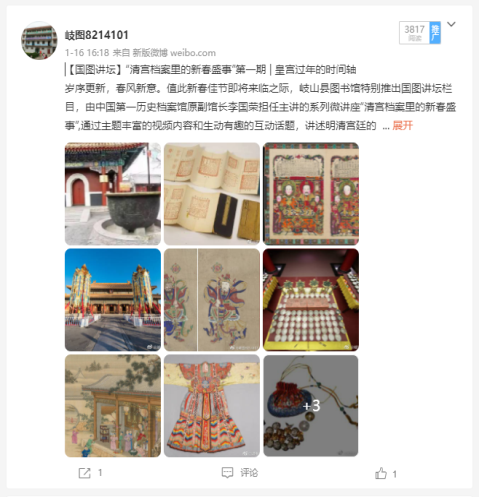 岐图8214101
3817
阅读
推广
1-16 16:18 来自 新版微博 weibo.com
【国图讲坛】“清宫档案里的新春盛事”第一期 | 皇宫过年的时间轴
岁序更新，春风新意。值此新春佳节即将来临之际，岐山县图书馆特别推出国图讲坛栏
目，由中国第一历史档案馆原副馆长李国荣担任主讲的系列微讲座“清宫档案里的新春盛
事”,通过主题丰富的视频内容和生动有趣的互动话题，讲述明清宫廷的 ... 展开
+3
1
评论
1